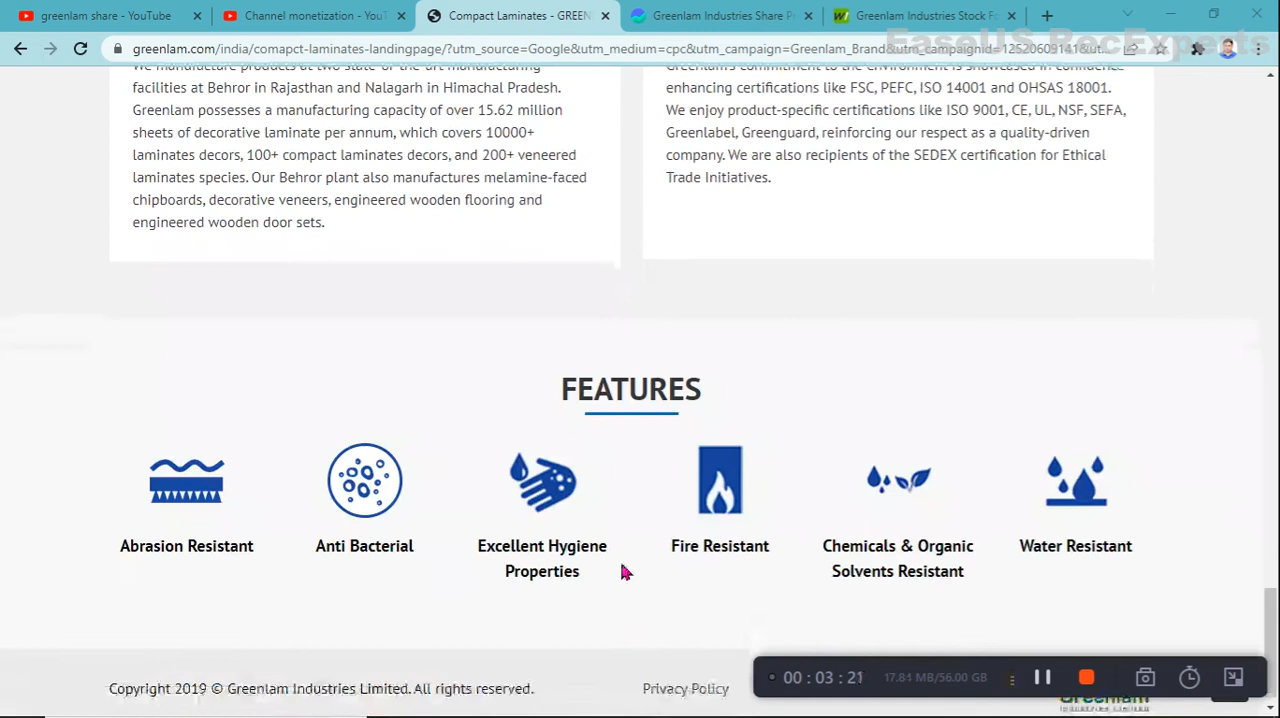 greenlam share - YouTube
Channel monetization - YouT
Compact Laminates - GREEN
Greenlam Industries Share P
Greenlam Industries Stock Fo
greenlam.com/india/comapct-laminates-landingpage/?utm_source=Google&utm_medium=cpc&utm_campaign=Greenlam_Brand&utm_campaignid=12520609141&ut...
EaseUS RecExperts
We manufacture products at two state-of-the-art manufacturing
facilities at Behror in Rajasthan and Nalagarh in Himachal Pradesh.
Greenlam possesses a manufacturing capacity of over 15.62 million
sheets of decorative laminate per annum, which covers 10000+
laminates decors, 100+ compact laminates decors, and 200+ veneered
laminates species. Our Behror plant also manufactures melamine-faced
chipboards, decorative veneers, engineered wooden flooring and
engineered wooden door sets.
Greenlam's commitment to the environment is showcased in confluence
enhancing certifications like FSC, PEFC, ISO 14001 and OHSAS 18001.
We enjoy product-specific certifications like ISO 9001, CE, UL, NSF, SEFA,
Greenlabel, Greenguard, reinforcing our respect as a quality-driven
company. We are also recipients of the SEDEX certification for Ethical
Trade Initiatives.
FEATURES
Abrasion Resistant
Anti Bacterial
Excellent Hygiene
Properties
Fire Resistant
Chemicals & Organic
Solvents Resistant
Water Resistant
Copyright 2019 © Greenlam Industries Limited. All rights reserved.
Privacy Policy
00:03:21
17.84 MB/56.00 GB
Greenlam